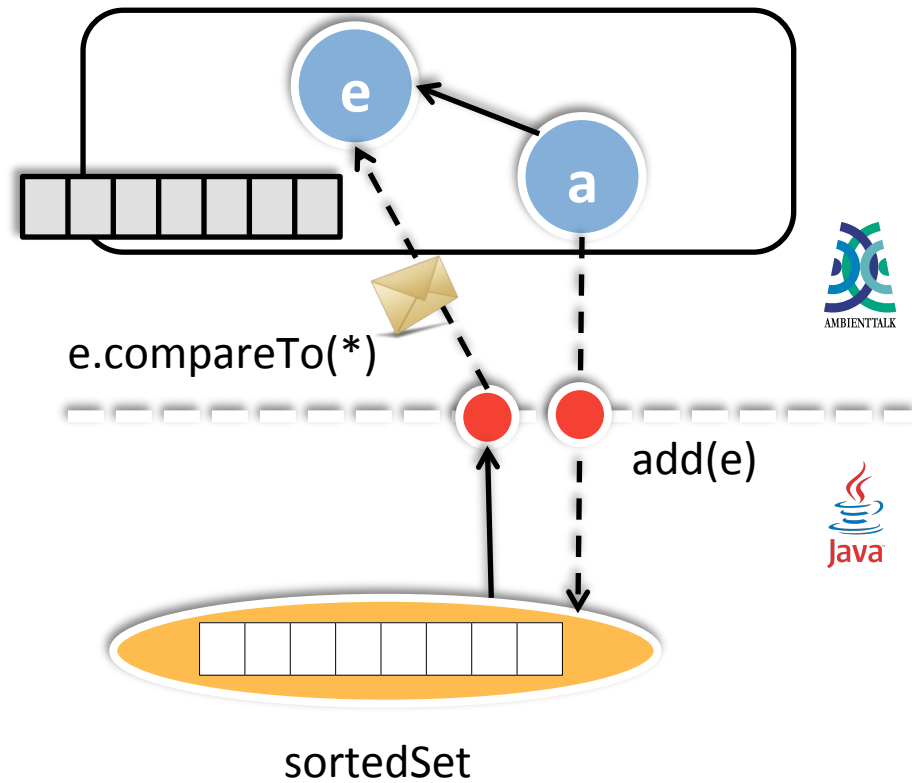 e
a
AMBIENTTALK
e.compareTo(*)
add(e)
Java
sortedSet